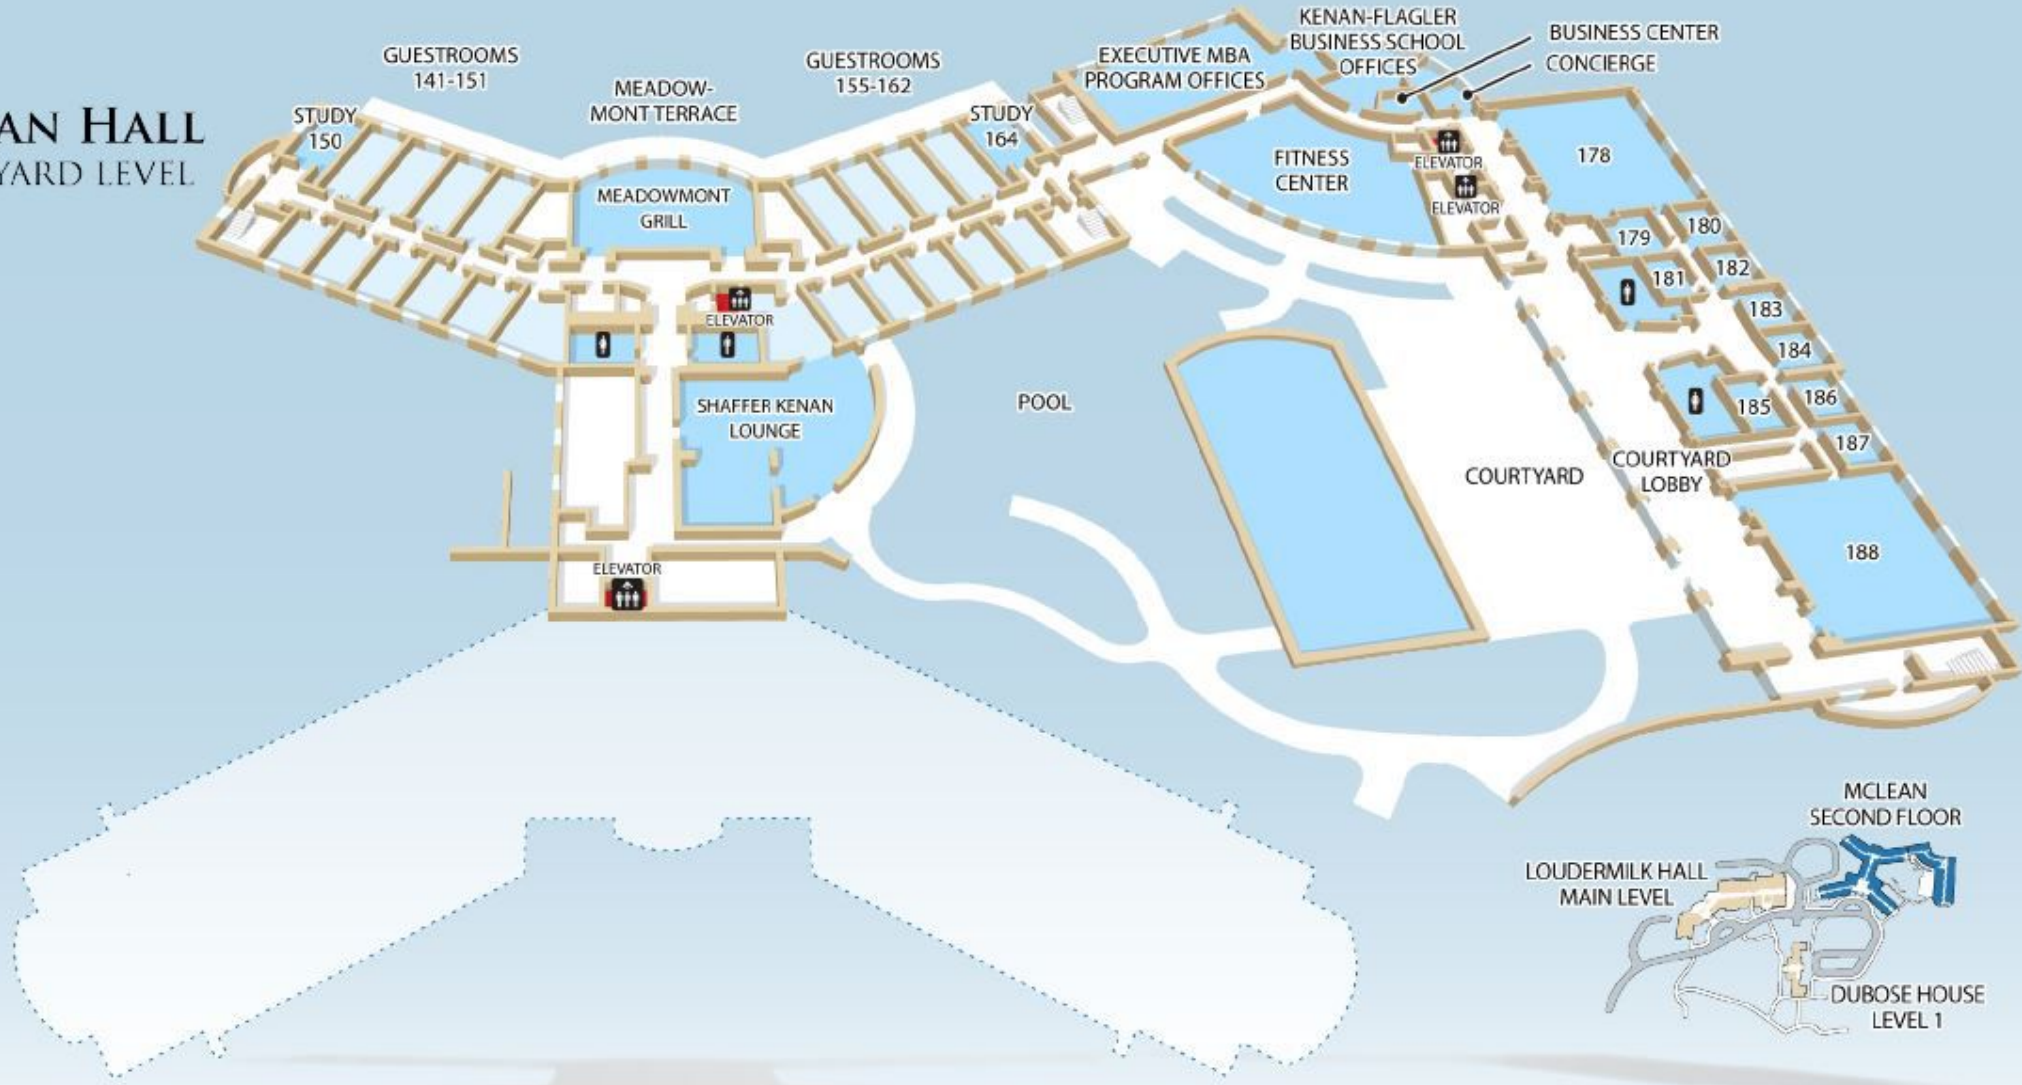 AN HALL
YARD LEVEL
GUESTROOMS
141-151
MEADOW-
MONT TERRACE
GUESTROOMS
155-162
STUDY
150
STUDY
164
MEADOWMONT
GRILL
ELEVATOR
SHAFFER KENAN
LOUNGE
ELEVATOR
EXECUTIVE MBA
PROGRAM OFFICES
KENAN-FLAGLER
BUSINESS SCHOOL
OFFICES
BUSINESS CENTER
CONCIERGE
FITNESS
CENTER
ELEVATOR
ELEVATOR
178
179
180
181
182
183
184
185
186
187
188
POOL
COURTYARD
COURTYARD
LOBBY
MCLEAN
SECOND FLOOR
LOUDERMILK HALL
MAIN LEVEL
DUBOSE HOUSE
LEVEL 1